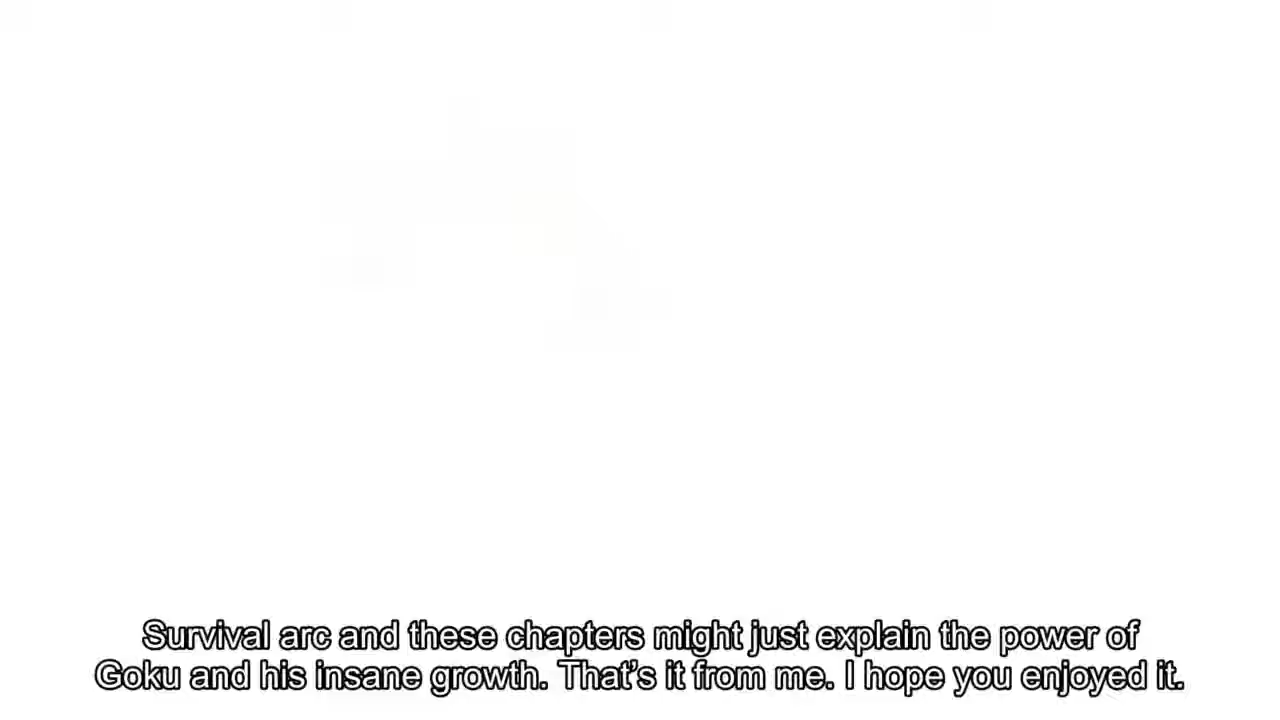 Survival arc and these chapters might just explain the power of
Goku and his insane growth. That’s it from me. I hope you enjoyed it.